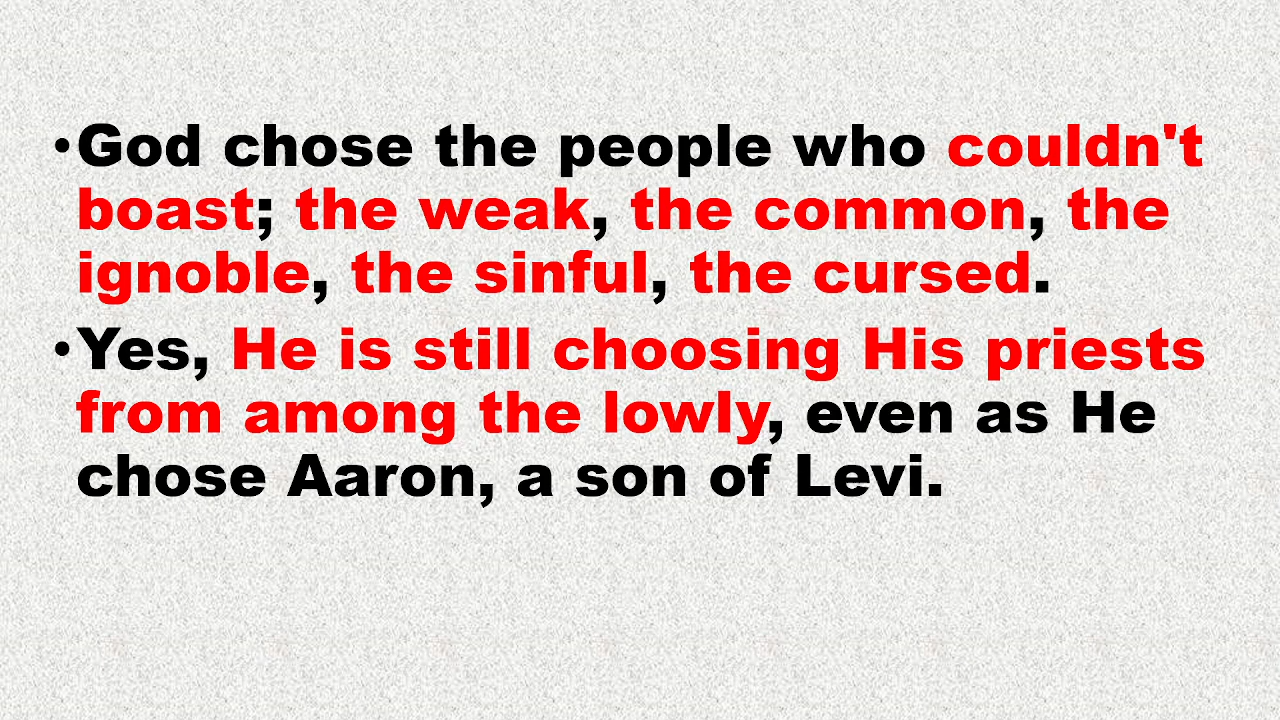 •God chose the people who couldn't
boast; the weak, the common, the
ignoble, the sinful, the cursed.
•Yes, He is still choosing His priests
from among the lowly, even as He
chose Aaron, a son of Levi.